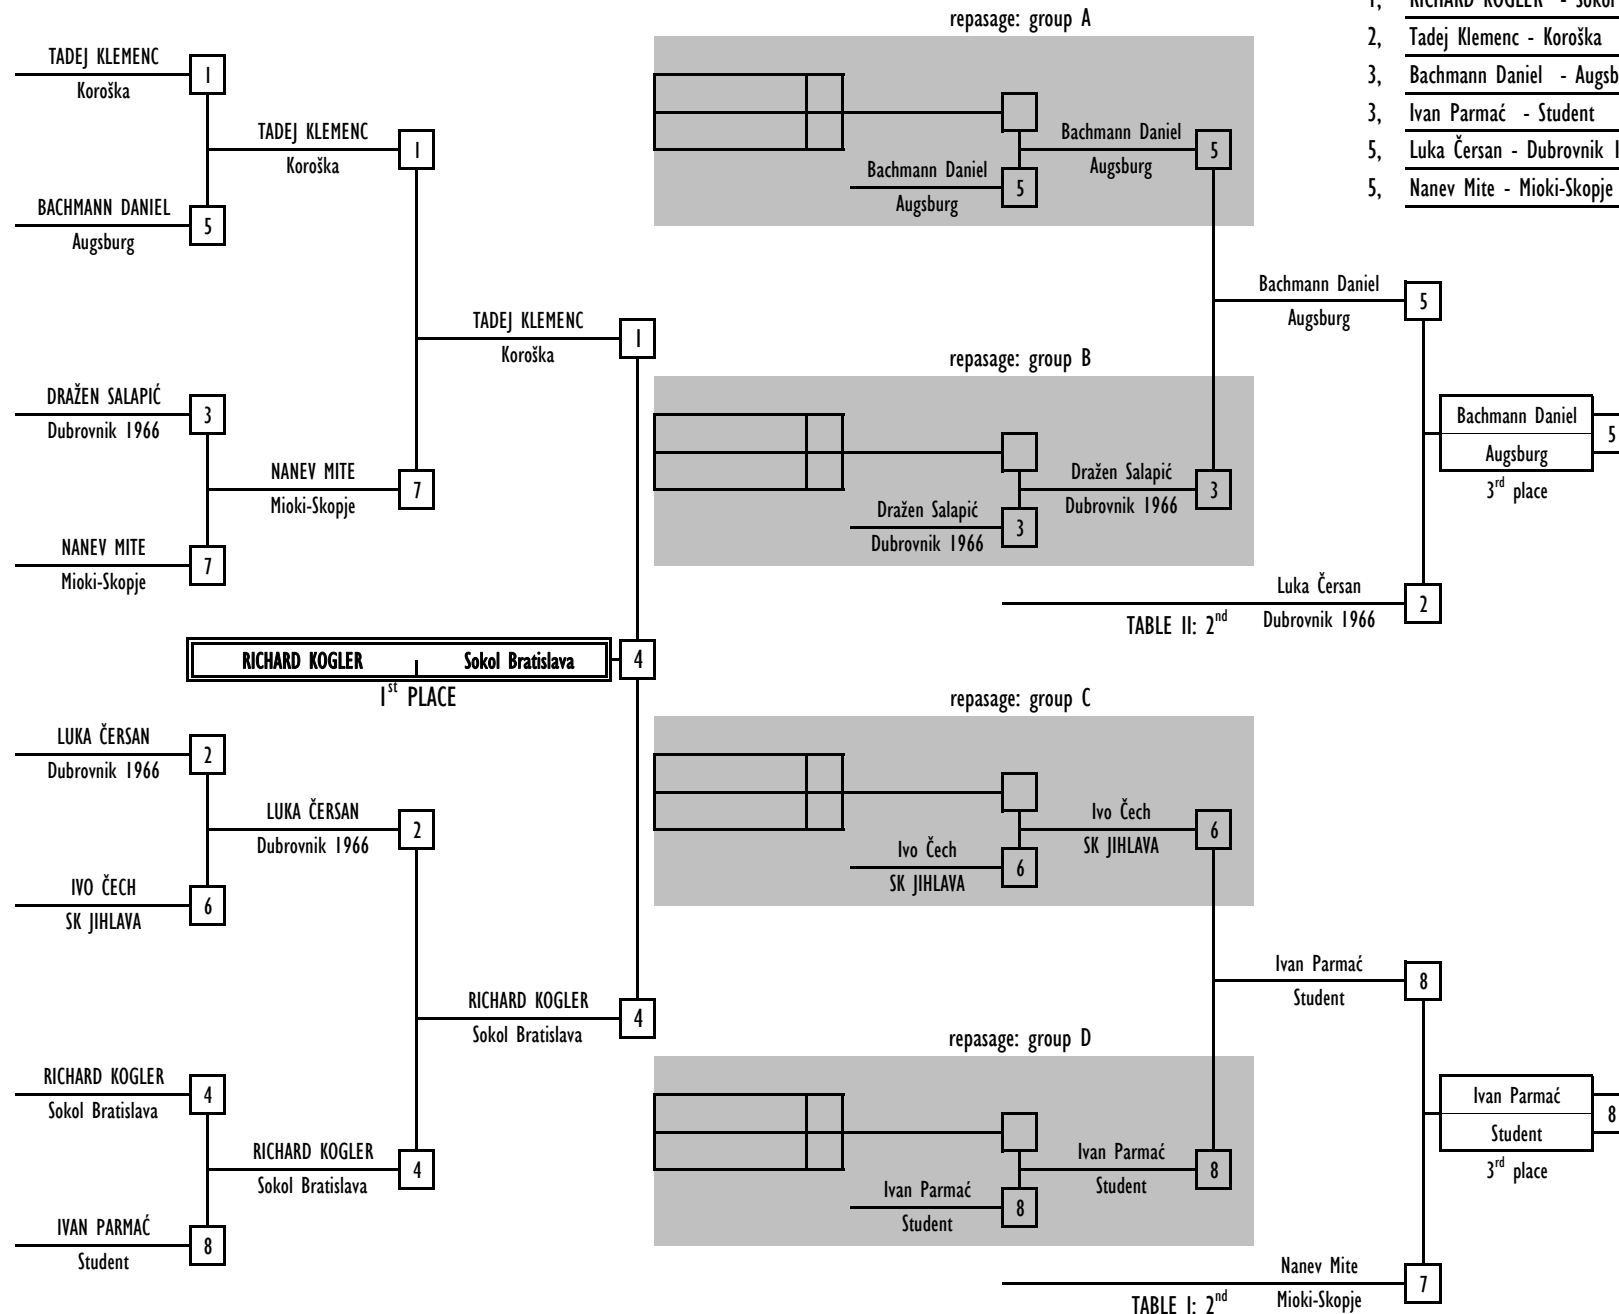 TADEJ KLEMENC
Koroška
1
TADEJ KLEMENC
Koroška
1
BACHMANN DANIEL
Augsburg
5
TADEJ KLEMENC
Koroška
1
DRAŽEN SALAPIĆ
Dubrovnik 1966
3
NANEV MITE
Mioki-Skopje
7
NANEV MITE
Mioki-Skopje
7
RICHARD KOGLER Sokol Bratislava 4
1st PLACE
LUKA ČERSAN
Dubrovnik 1966
2
LUKA ČERSAN
Dubrovnik 1966
2
IVO ČECH
SK JIHLAVA
6
RICHARD KOGLER
Sokol Bratislava
4
RICHARD KOGLER
Sokol Bratislava
4
RICHARD KOGLER
Sokol Bratislava
4
IVAN PARMAĆ
Student
8
repasage: group A
Bachmann Daniel
Augsburg
5
Bachmann Daniel
Augsburg
5
repasage: group B
Dražen Salapić
Dubrovnik 1966
3
Dražen Salapić
Dubrovnik 1966
3
Bachmann Daniel
Augsburg
5
Luka Čersan
TABLE II: 2nd Dubrovnik 1966
2
Bachmann Daniel
Augsburg
5
3rd place
repasage: group C
Ivo Čech
SK JIHLAVA
6
Ivo Čech
SK JIHLAVA
6
repasage: group D
Ivan Parmać
Student
8
Ivan Parmać
Student
8
Ivan Parmać
Student
8
Nanev Mite
TABLE I: 2nd Mioki-Skopje
7
Ivan Parmać
Student
8
3rd place
1, RICHARD KOGLER - Sokol
2, Tadej Klemenc - Koroška
3, Bachmann Daniel - Augsb
3, Ivan Parmać - Student
5, Luka Čersan - Dubrovnik 1
5, Nanev Mite - Mioki-Skopje